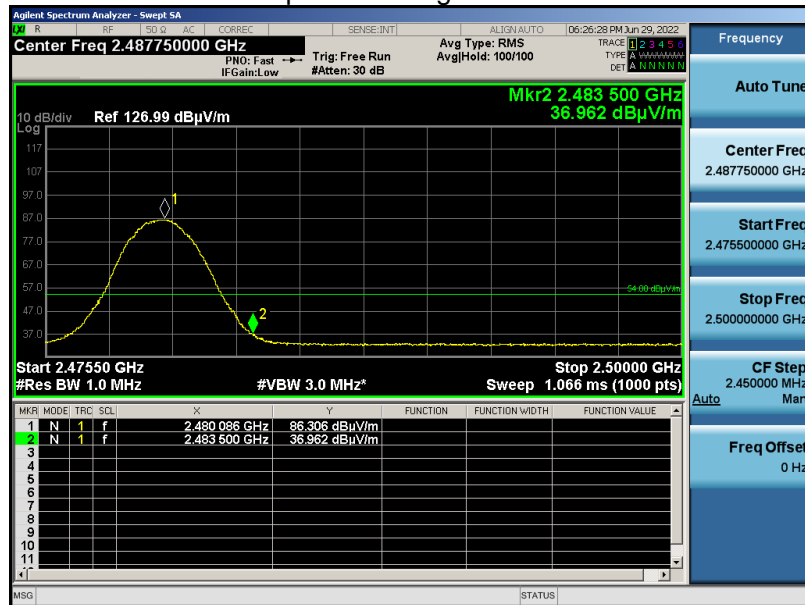 Agilent Spectrum Analyzer - Swept SA
LXI R RF 50 Ω AC CORREC SENSE:INT ALIGN AUTO 06:26:28 PM Jun 29, 2022
Center Freq 2.487750000 GHz
PNO: Fast
IFGain:Low
Trig: Free Run
#Atten: 30 dB
Avg Type: RMS
Avg|Hold: 100/100
TRACE 1 2 3 4 5 6
TYPE A WWWWW
DET A N N N N N
Mkr2 2.483 500 GHz
36.962 dBµV/m
10 dB/div Ref 126.99 dBµV/m
Log
117
107
97.0
87.0
77.0
67.0
57.0
47.0
37.0
1
2
54.00 dBµV/m
Start 2.47550 GHz Stop 2.50000 GHz
#Res BW 1.0 MHz #VBW 3.0 MHz* Sweep 1.066 ms (1000 pts)
MKR MODE TRC SCL X Y FUNCTION FUNCTION WIDTH FUNCTION VALUE
1 N 1 f 2.480 086 GHz 86.306 dBµV/m
2 N 1 f 2.483 500 GHz 36.962 dBµV/m
3
4
5
6
7
8
9
10
11
MSG STATUS
Frequency
Auto Tune
Center Freq
2.487750000 GHz
Start Freq
2.475500000 GHz
Stop Freq
2.500000000 GHz
CF Step
2.450000 MHz
Auto Man
Freq Offset
0 Hz